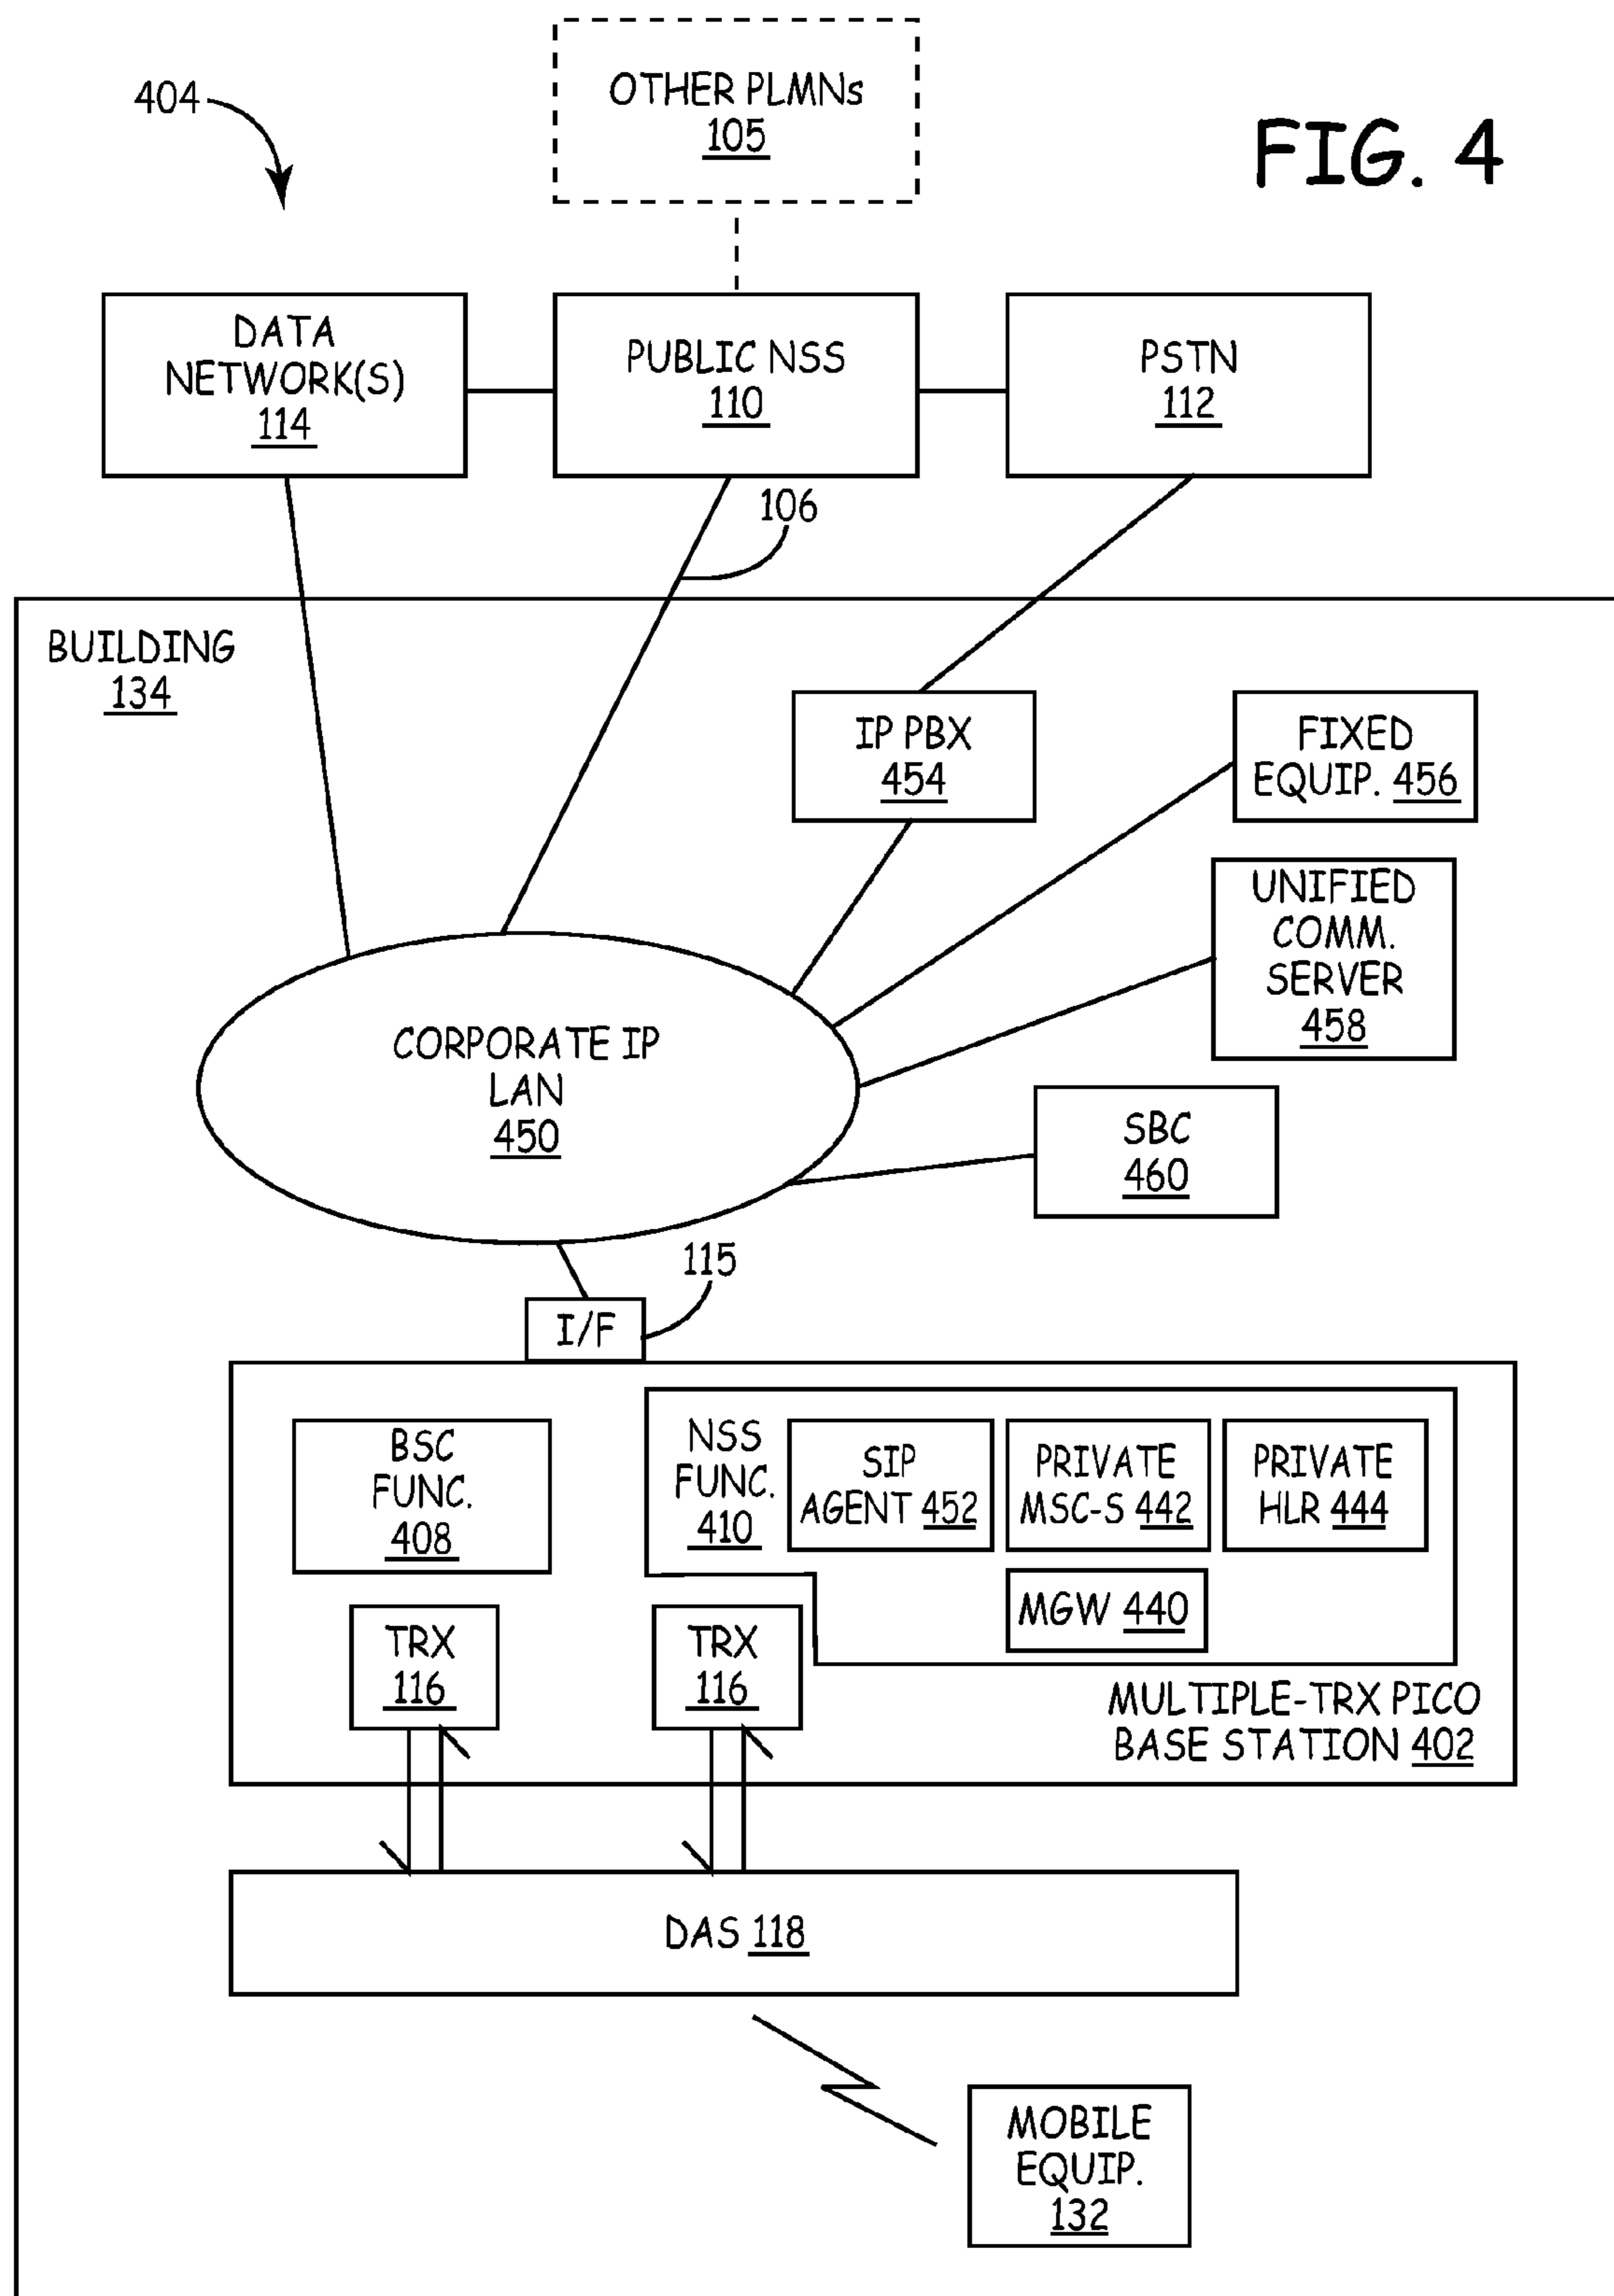 404
OTHER PLMNs
105
FIG. 4
DATA
NETWORK(S)
114
PUBLIC NSS
110
PSTN
112
106
BUILDING
134
IP PBX
454
FIXED
EQUIP. 456
UNIFIED
COMM.
SERVER
458
CORPORATE IP
LAN
450
SBC
460
115
I/F
BSC
FUNC.
408
NSS
FUNC.
410
SIP
AGENT 452
PRIVATE
MSC-S 442
PRIVATE
HLR 444
MGW 440
TRX
116
TRX
116
MULTIPLE-TRX PICO
BASE STATION 402
DAS 118
MOBILE
EQUIP.
132